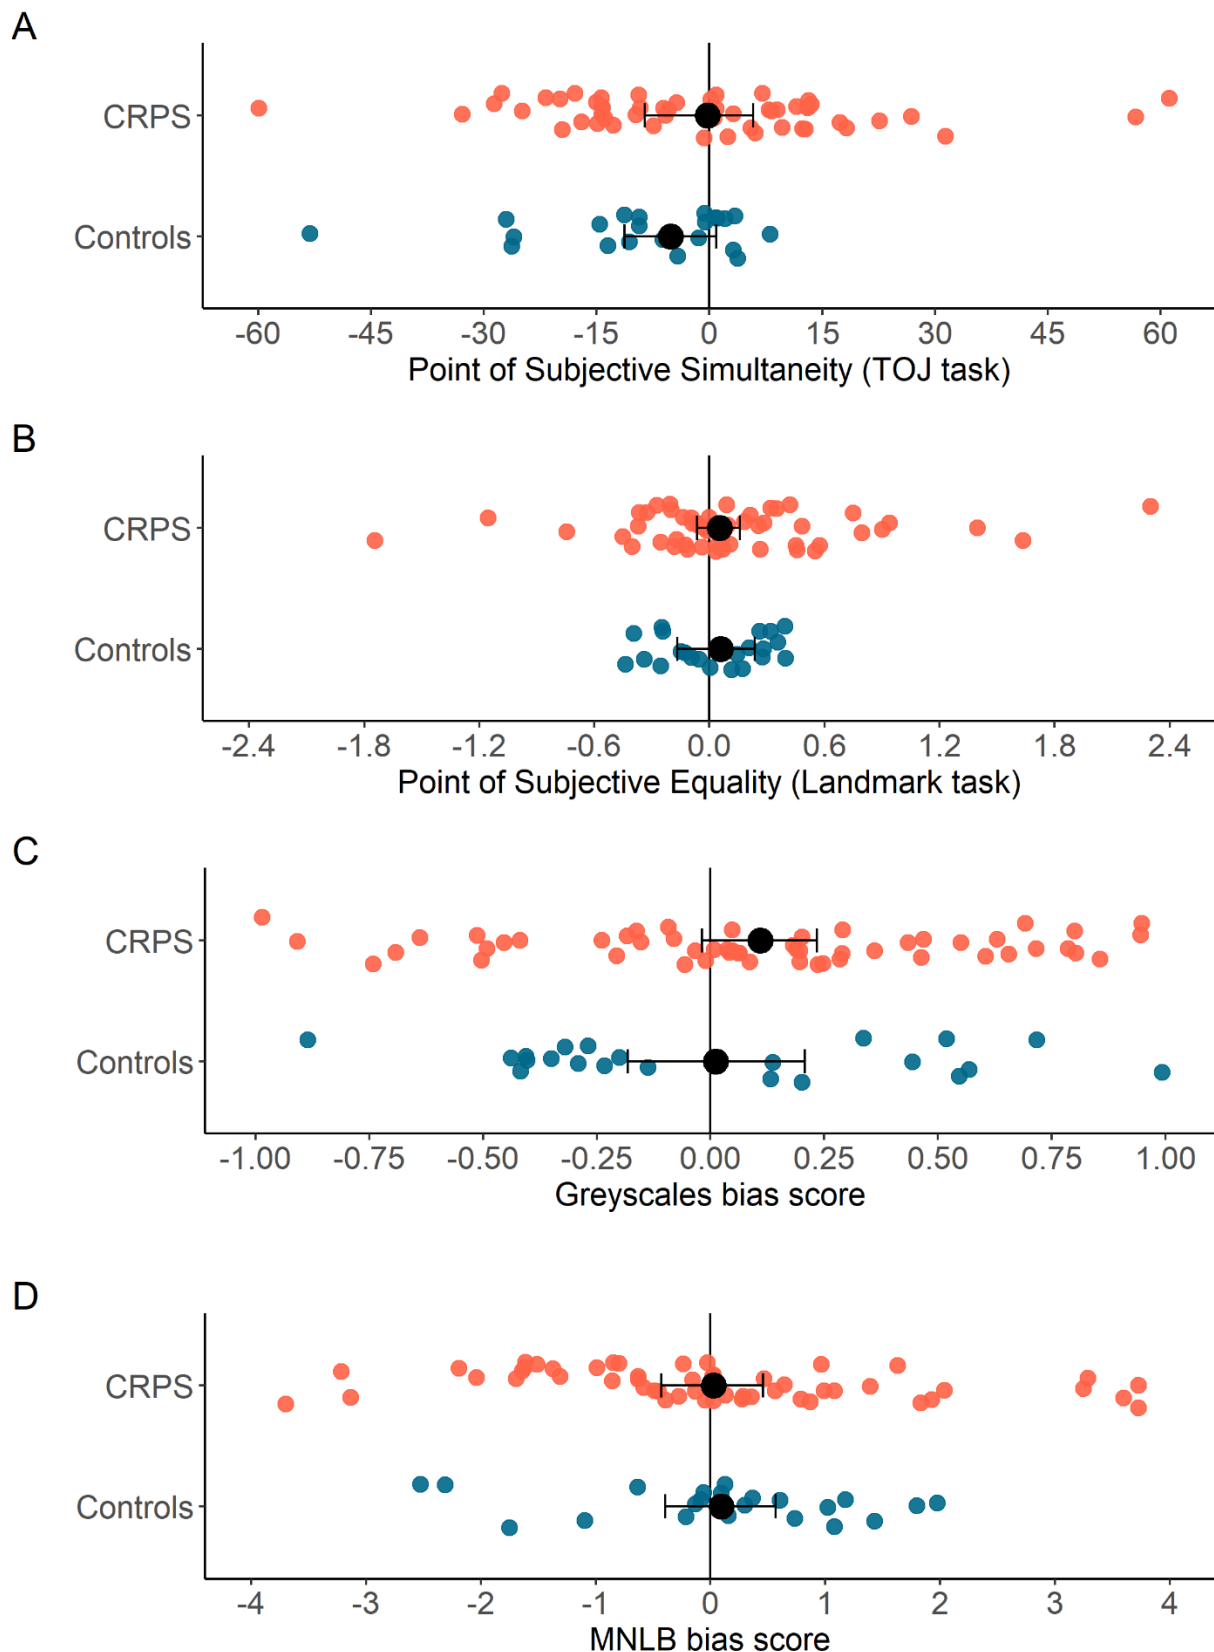 A
CRPS
Controls
-60 -45 -30 -15 0 15 30 45 60
Point of Subjective Simultaneity (TOJ task)
B
CRPS
Controls
-2.4 -1.8 -1.2 -0.6 0.0 0.6 1.2 1.8 2.4
Point of Subjective Equality (Landmark task)
C
CRPS
Controls
-1.00 -0.75 -0.50 -0.25 0.00 0.25 0.50 0.75 1.00
Greyscales bias score
D
CRPS
Controls
-4 -3 -2 -1 0 1 2 3 4
MNLB bias score